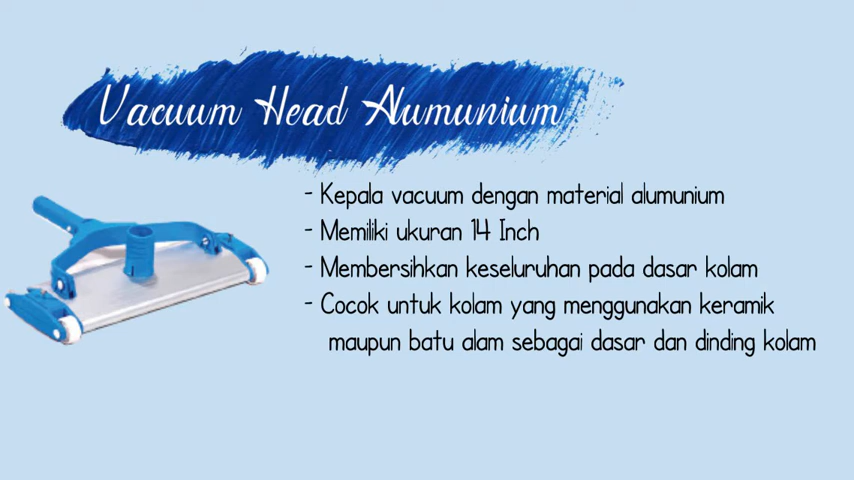 Vacuum Head Alumunium
- Kepala vacuum dengan material alumunium
- Memiliki ukuran 14 Inch
- Membersihkan keseluruhan pada dasar kolam
- Cocok untuk kolam yang menggunakan keramik
maupun batu alam sebagai dasar dan dinding kolam